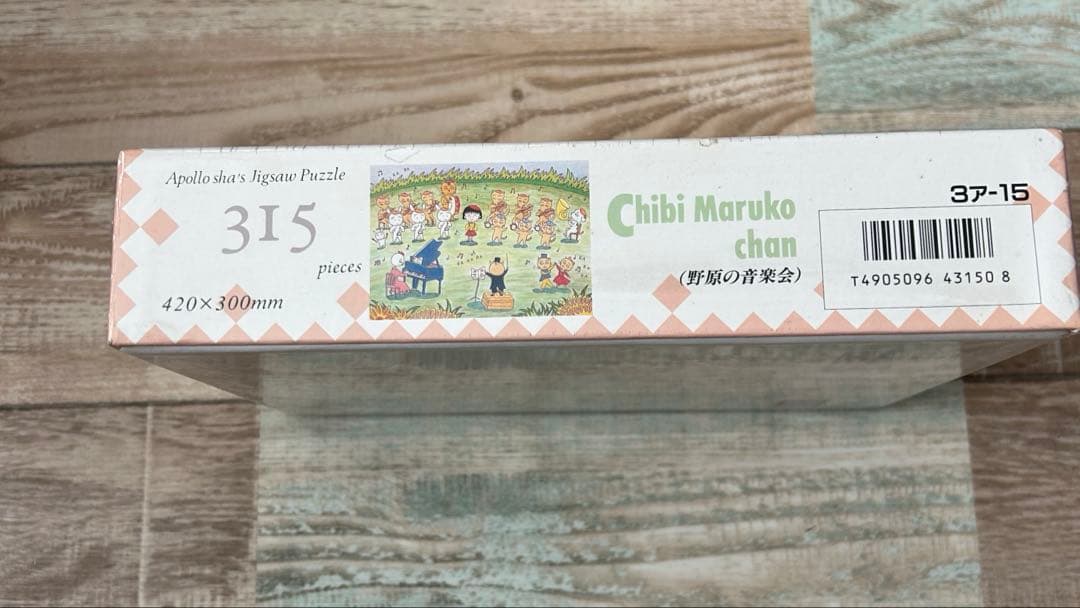 Apollo sha's Jigsaw Puzzle
315
pieces
420×300mm
Chibi Maruko
chan
(野原の音楽会)
3ア-15
T4905096 43150 8